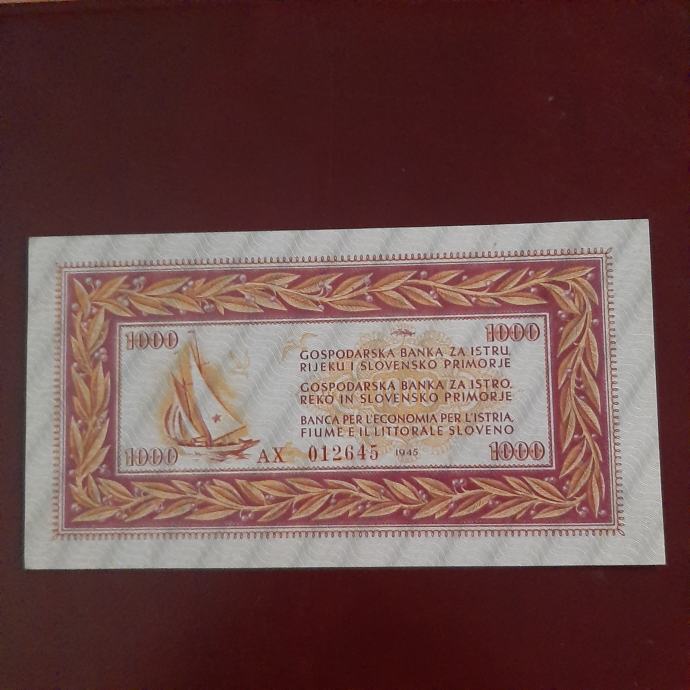 1000 1000
GOSPODARSKA BANKA ZA ISTRU,
RIJEKU I SLOVENSKO PRIMORJE
GOSPODARSKA BANKA ZA ISTRO,
REKO IN SLOVENSKO PRIMORJE
BANCA PER L'ECONOMIA PER L'ISTRIA,
FIUME E IL LITTORALE SLOVENO
1000 AX 012645 1945 1000